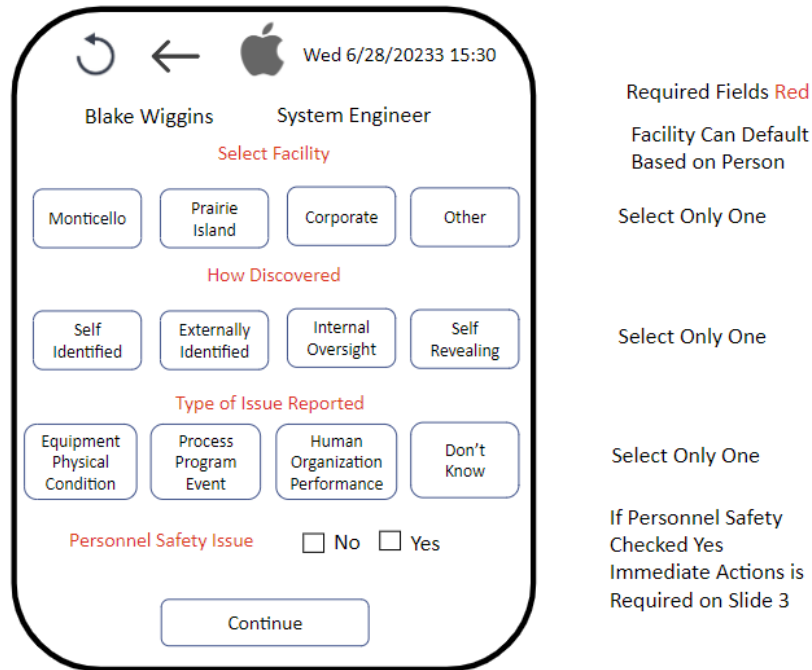 Wed 6/28/20233 15:30
Blake Wiggins System Engineer
Select Facility
Monticello
Prairie
Island
Corporate
Other
How Discovered
Self
Identified
Externally
Identified
Internal
Oversight
Self
Revealing
Type of Issue Reported
Equipment
Physical
Condition
Process
Program
Event
Human
Organization
Performance
Don't
Know
Personnel Safety Issue No Yes
Continue
Required Fields Red
Facility Can Default
Based on Person
Select Only One
Select Only One
Select Only One
If Personnel Safety
Checked Yes
Immediate Actions is
Required on Slide 3